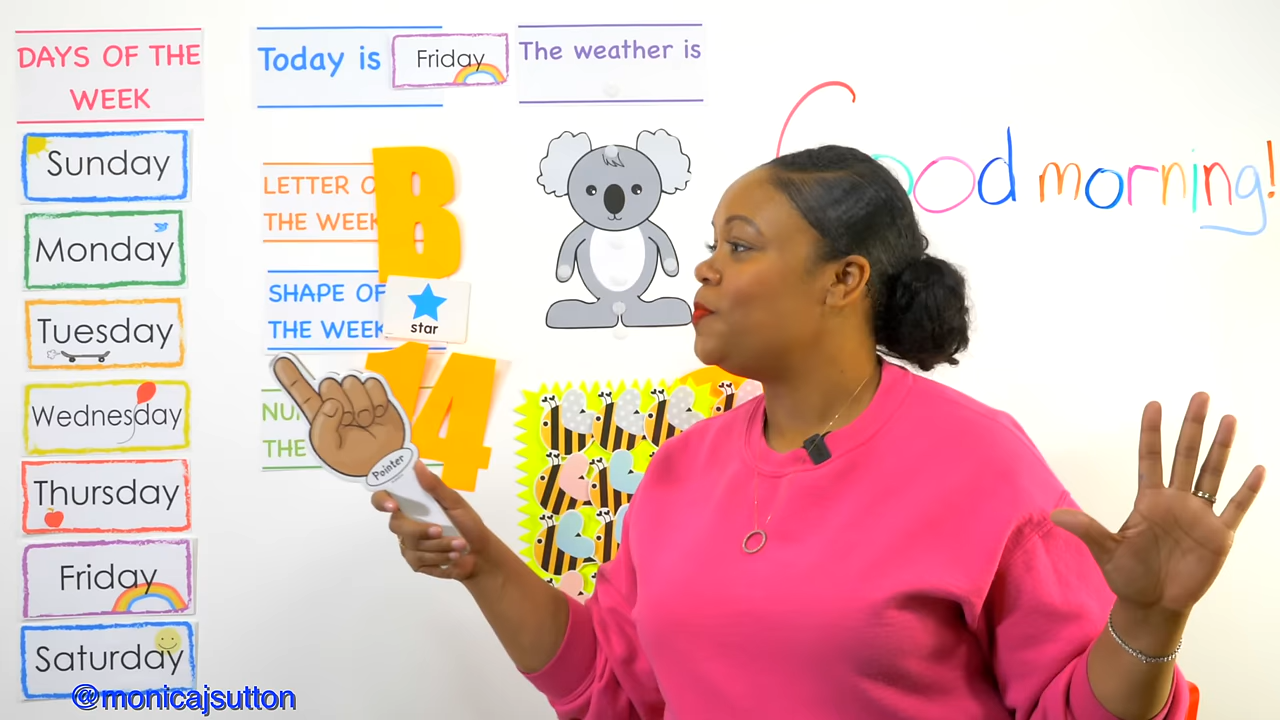 DAYS OF THE
WEEK
Sunday
Monday
Tuesday
Wednesday
Thursday
Friday
Saturday
Today is
Friday
The weather is
LETTER
THE WEEK
B
SHAPE OF
THE WEEK
star
14
THE
Pointer
Good morning!
@monicajsutton